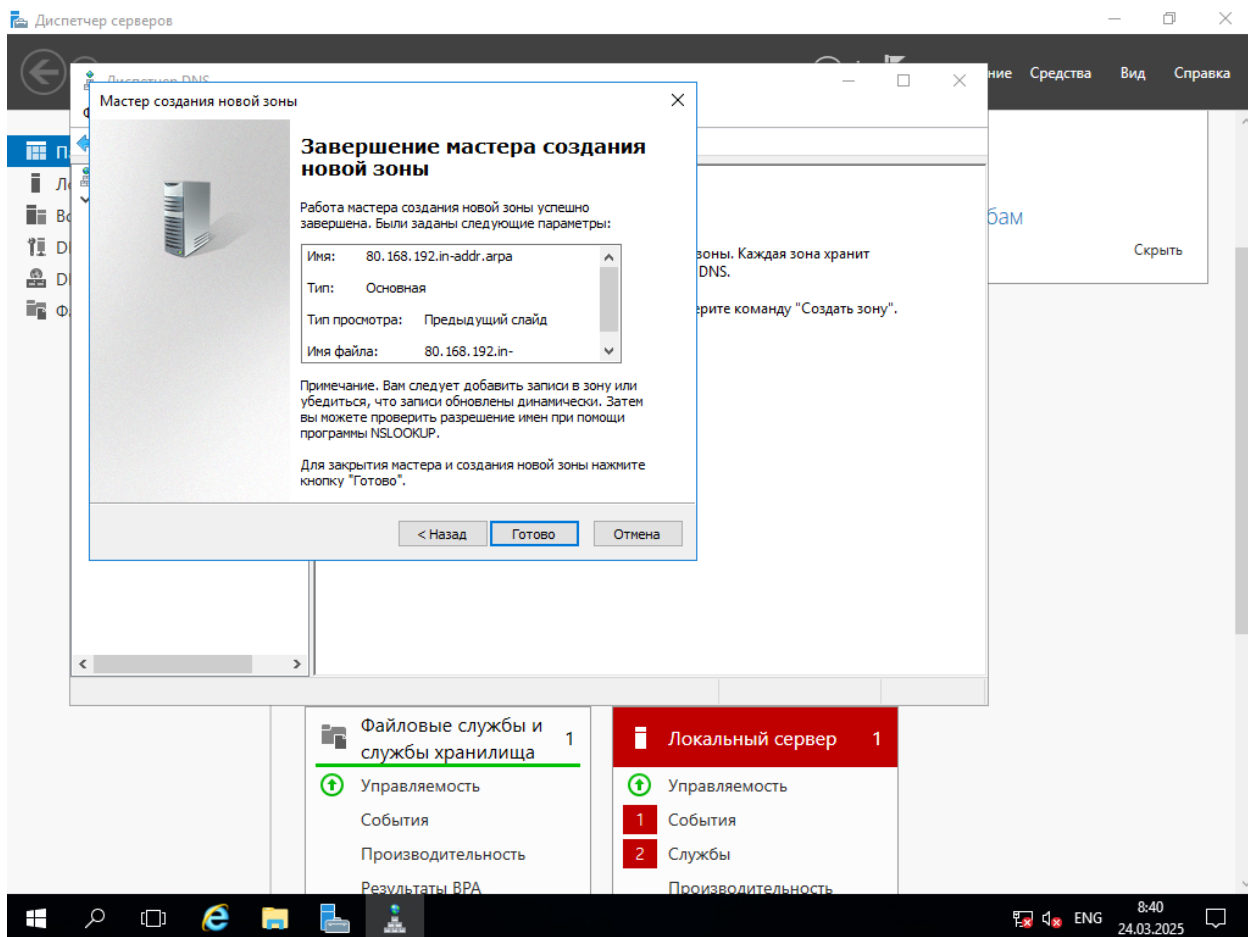 Диспетчер серверов
ние Средства Вид Справка
Диспетчер DNS
Мастер создания новой зоны
Завершение мастера создания
новой зоны
Работа мастера создания новой зоны успешно
завершена. Были заданы следующие параметры:
Имя: 80.168.192.in-addr.arpa
Тип: Основная
Тип просмотра: Предыдущий слайд
Имя файла: 80.168.192.in-
Примечание. Вам следует добавить записи в зону или
убедиться, что записи обновлены динамически. Затем
вы можете проверить разрешение имен при помощи
программы NSLOOKUP.
Для закрытия мастера и создания новой зоны нажмите
кнопку "Готово".
< Назад Готово Отмена
зоны. Каждая зона хранит
DNS.
ерите команду "Создать зону".
бам
Скрыть
П
Ло
Вс
D
D
Ф
Файловые службы и
службы хранилища 1
Управляемость
События
Производительность
Результаты BPA
Локальный сервер 1
Управляемость
1 События
2 Службы
Производительность
ENG
8:40
24.03.2025